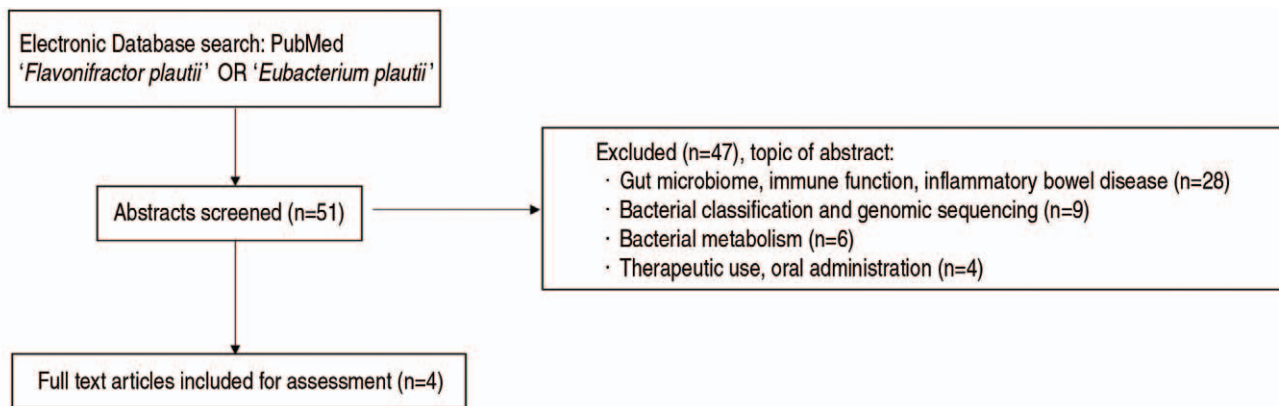 Electronic Database search: PubMed
‘Flavonifractor plautii’ OR ‘Eubacterium plautii’
Abstracts screened (n=51)
Excluded (n=47), topic of abstract:
· Gut microbiome, immune function, inflammatory bowel disease (n=28)
· Bacterial classification and genomic sequencing (n=9)
· Bacterial metabolism (n=6)
· Therapeutic use, oral administration (n=4)
Full text articles included for assessment (n=4)